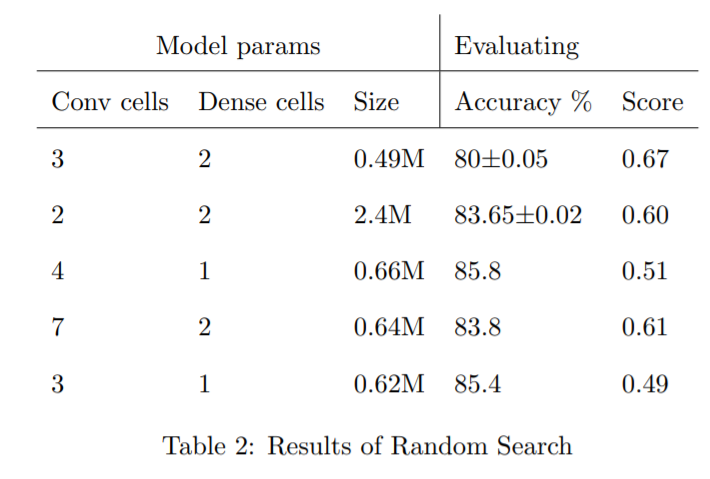 Model params Evaluating
Conv cells Dense cells Size Accuracy % Score
3 2 0.49M 80±0.05 0.67
2 2 2.4M 83.65±0.02 0.60
4 1 0.66M 85.8 0.51
7 2 0.64M 83.8 0.61
3 1 0.62M 85.4 0.49
Table 2: Results of Random Search